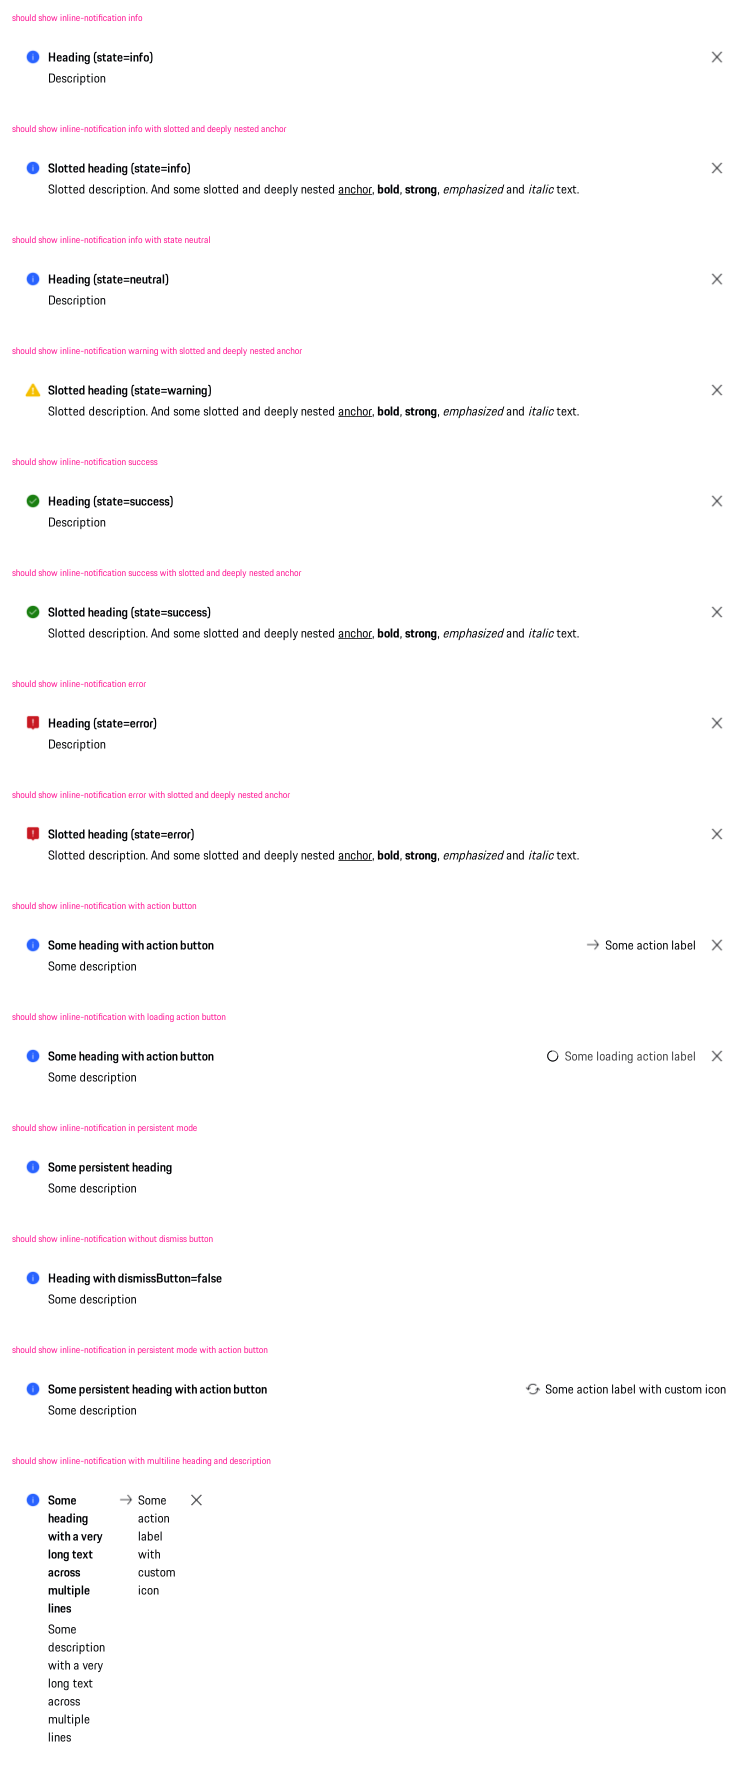 should show inline-notification info
Heading (state=info)
Description
should show inline-notification info with slotted and deeply nested anchor
Slotted heading (state=info)
Slotted description. And some slotted and deeply nested anchor, bold, strong, emphasized and italic text.
should show inline-notification info with state neutral
Heading (state=neutral)
Description
should show inline-notification warning with slotted and deeply nested anchor
Slotted heading (state=warning)
Slotted description. And some slotted and deeply nested anchor, bold, strong, emphasized and italic text.
should show inline-notification success
Heading (state=success)
Description
should show inline-notification success with slotted and deeply nested anchor
Slotted heading (state=success)
Slotted description. And some slotted and deeply nested anchor, bold, strong, emphasized and italic text.
should show inline-notification error
Heading (state=error)
Description
should show inline-notification error with slotted and deeply nested anchor
Slotted heading (state=error)
Slotted description. And some slotted and deeply nested anchor, bold, strong, emphasized and italic text.
should show inline-notification with action button
Some heading with action button
Some action label
Some description
should show inline-notification with loading action button
Some heading with action button
Some loading action label
Some description
should show inline-notification in persistent mode
Some persistent heading
Some description
should show inline-notification without dismiss button
Heading with dismissButton=false
Some description
should show inline-notification in persistent mode with action button
Some persistent heading with action button
Some action label with custom icon
Some description
should show inline-notification with multiline heading and description
Some
heading
with a very
long text
across
multiple
lines
Some
action
label
with
custom
icon
Some
description
with a very
long text
across
multiple
lines